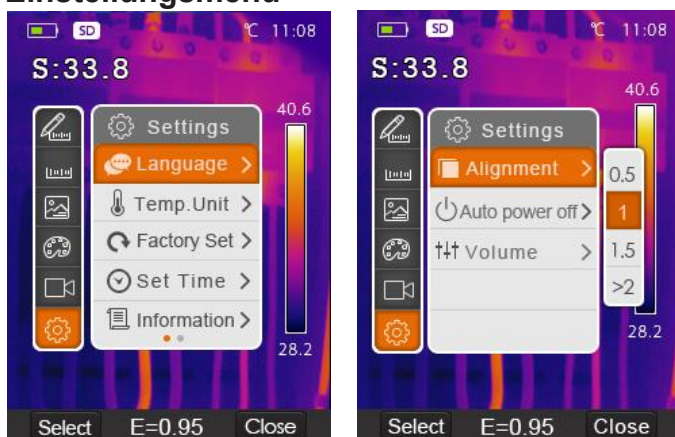 SD ℃ 11:08
S:33.8
40.6
Settings
Language >
Temp.Unit >
Factory Set >
Set Time >
Information >
28.2
Select E=0.95 Close
SD ℃ 11:08
S:33.8
40.6
Settings
Alignment >
0.5
Auto power off >
1
Volume >
1.5
>2
28.2
Select E=0.95 Close